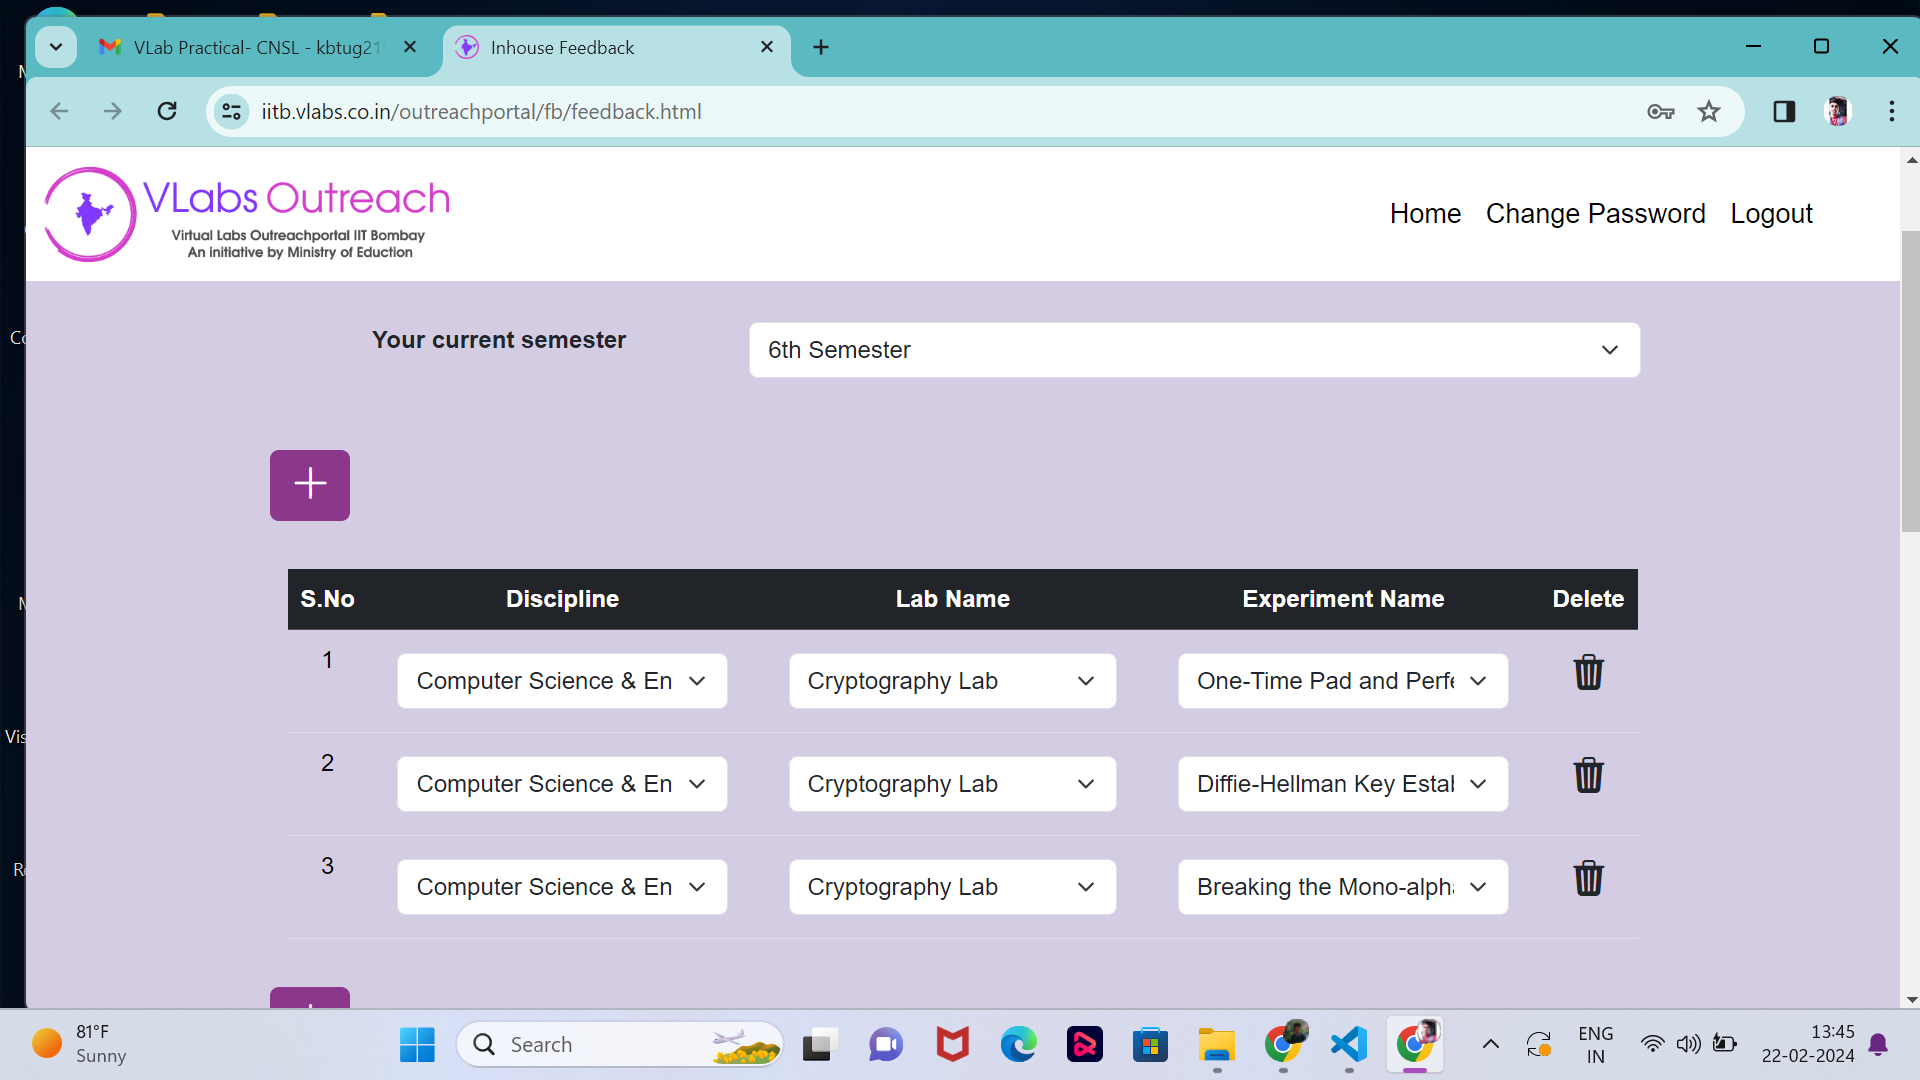 VLab Practical- CNSL - kbtug21
Inhouse Feedback
iitb.vlabs.co.in/outreachportal/fb/feedback.html
VLabs Outreach
Virtual Labs Outreachportal IIT Bombay
An initiative by Ministry of Eduction
Home Change Password Logout
Your current semester
6th Semester
S.No Discipline Lab Name Experiment Name Delete
1 Computer Science & En Cryptography Lab One-Time Pad and Perfe
2 Computer Science & En Cryptography Lab Diffie-Hellman Key Estab
3 Computer Science & En Cryptography Lab Breaking the Mono-alpha
81°F
Sunny
Search
ENG
IN
13:45
22-02-2024